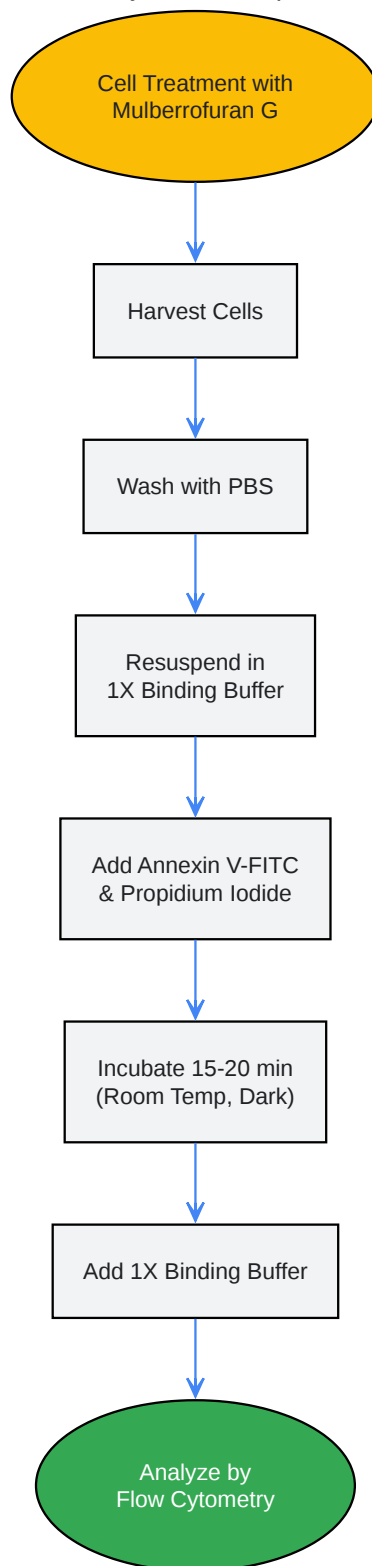 Cell Treatment with
Mulberrofuran G
Harvest Cells
Wash with PBS
Resuspend in
1X Binding Buffer
Add Annexin V-FITC
& Propidium Iodide
Incubate 15-20 min
(Room Temp, Dark)
Add 1X Binding Buffer
Analyze by
Flow Cytometry